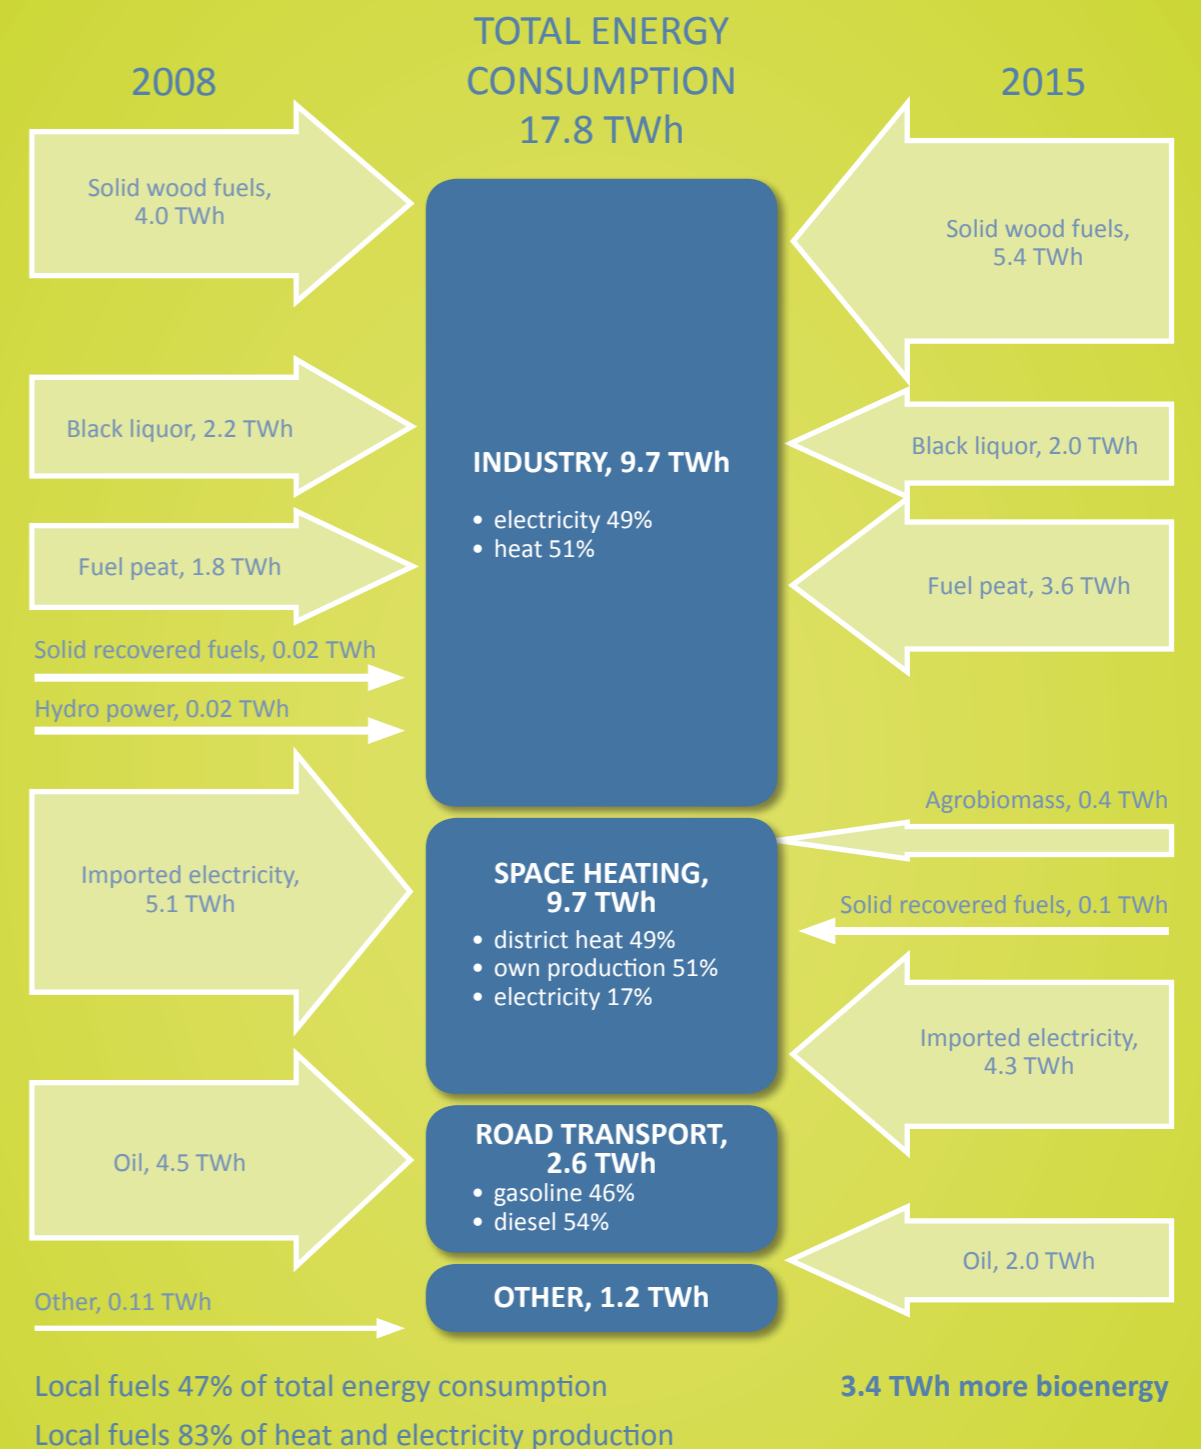 TOTAL ENERGY
CONSUMPTION
17.8 TWh
2008
Solid wood fuels,
4.0 TWh
Black liquor, 2.2 TWh
Fuel peat, 1.8 TWh
Solid recovered fuels, 0.02 TWh
Hydro power, 0.02 TWh
Imported electricity,
5.1 TWh
Oil, 4.5 TWh
Other, 0.11 TWh
INDUSTRY, 9.7 TWh
• electricity 49%
• heat 51%
SPACE HEATING,
9.7 TWh
• district heat 49%
• own production 51%
• electricity 17%
ROAD TRANSPORT,
2.6 TWh
• gasoline 46%
• diesel 54%
OTHER, 1.2 TWh
2015
Solid wood fuels,
5.4 TWh
Black liquor, 2.0 TWh
Fuel peat, 3.6 TWh
Agrobiomass, 0.4 TWh
Solid recovered fuels, 0.1 TWh
Imported electricity,
4.3 TWh
Oil, 2.0 TWh
Local fuels 47% of total energy consumption
Local fuels 83% of heat and electricity production
3.4 TWh more bioenergy